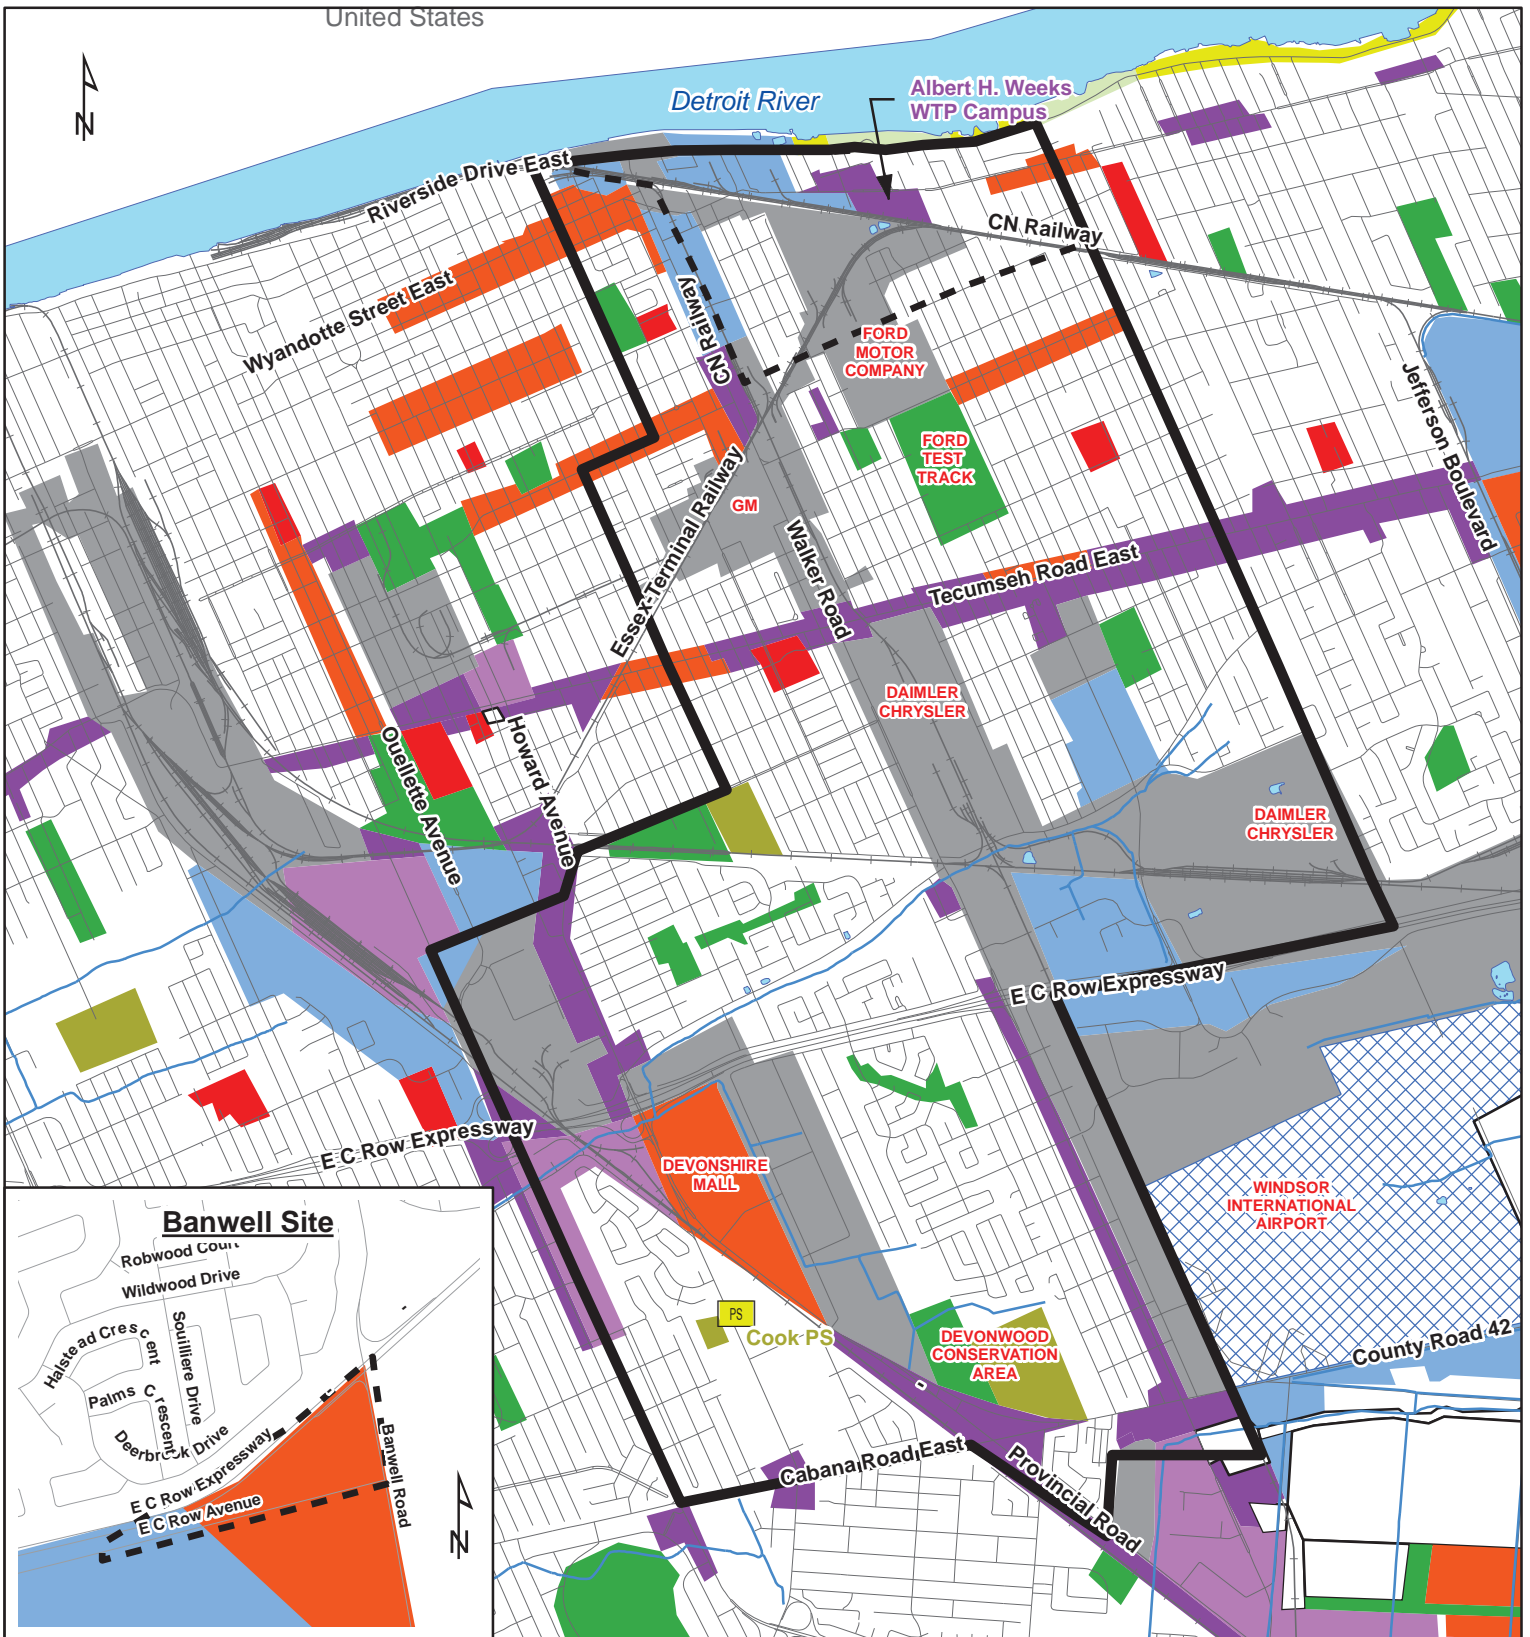 United States
N
Detroit River
Albert H. Weeks
WTP Campus
Riverside Drive East
CN Railway
Wyandotte Street East
CN Railway
FORD
MOTOR
COMPANY
Jefferson Boulevard
FORD
TEST
TRACK
GM
Essex-Terminal Railway
Walker Road
Tecumseh Road East
DAIMLER
CHRYSLER
Ouellette Avenue
Howard Avenue
DAIMLER
CHRYSLER
E C Row Expressway
E C Row Expressway
DEVONSHIRE
MALL
WINDSOR
INTERNATIONAL
AIRPORT
PS
Cook PS
DEVONWOOD
CONSERVATION
AREA
County Road 42
Cabana Road East
Provincial Road
Banwell Site
Robwood Court
Wildwood Drive
Halstead Crescent
Souilliere Drive
Palms Crescent
Deerbrook Drive
E C Row Expressway
E C Row Avenue
Banwell Road
N